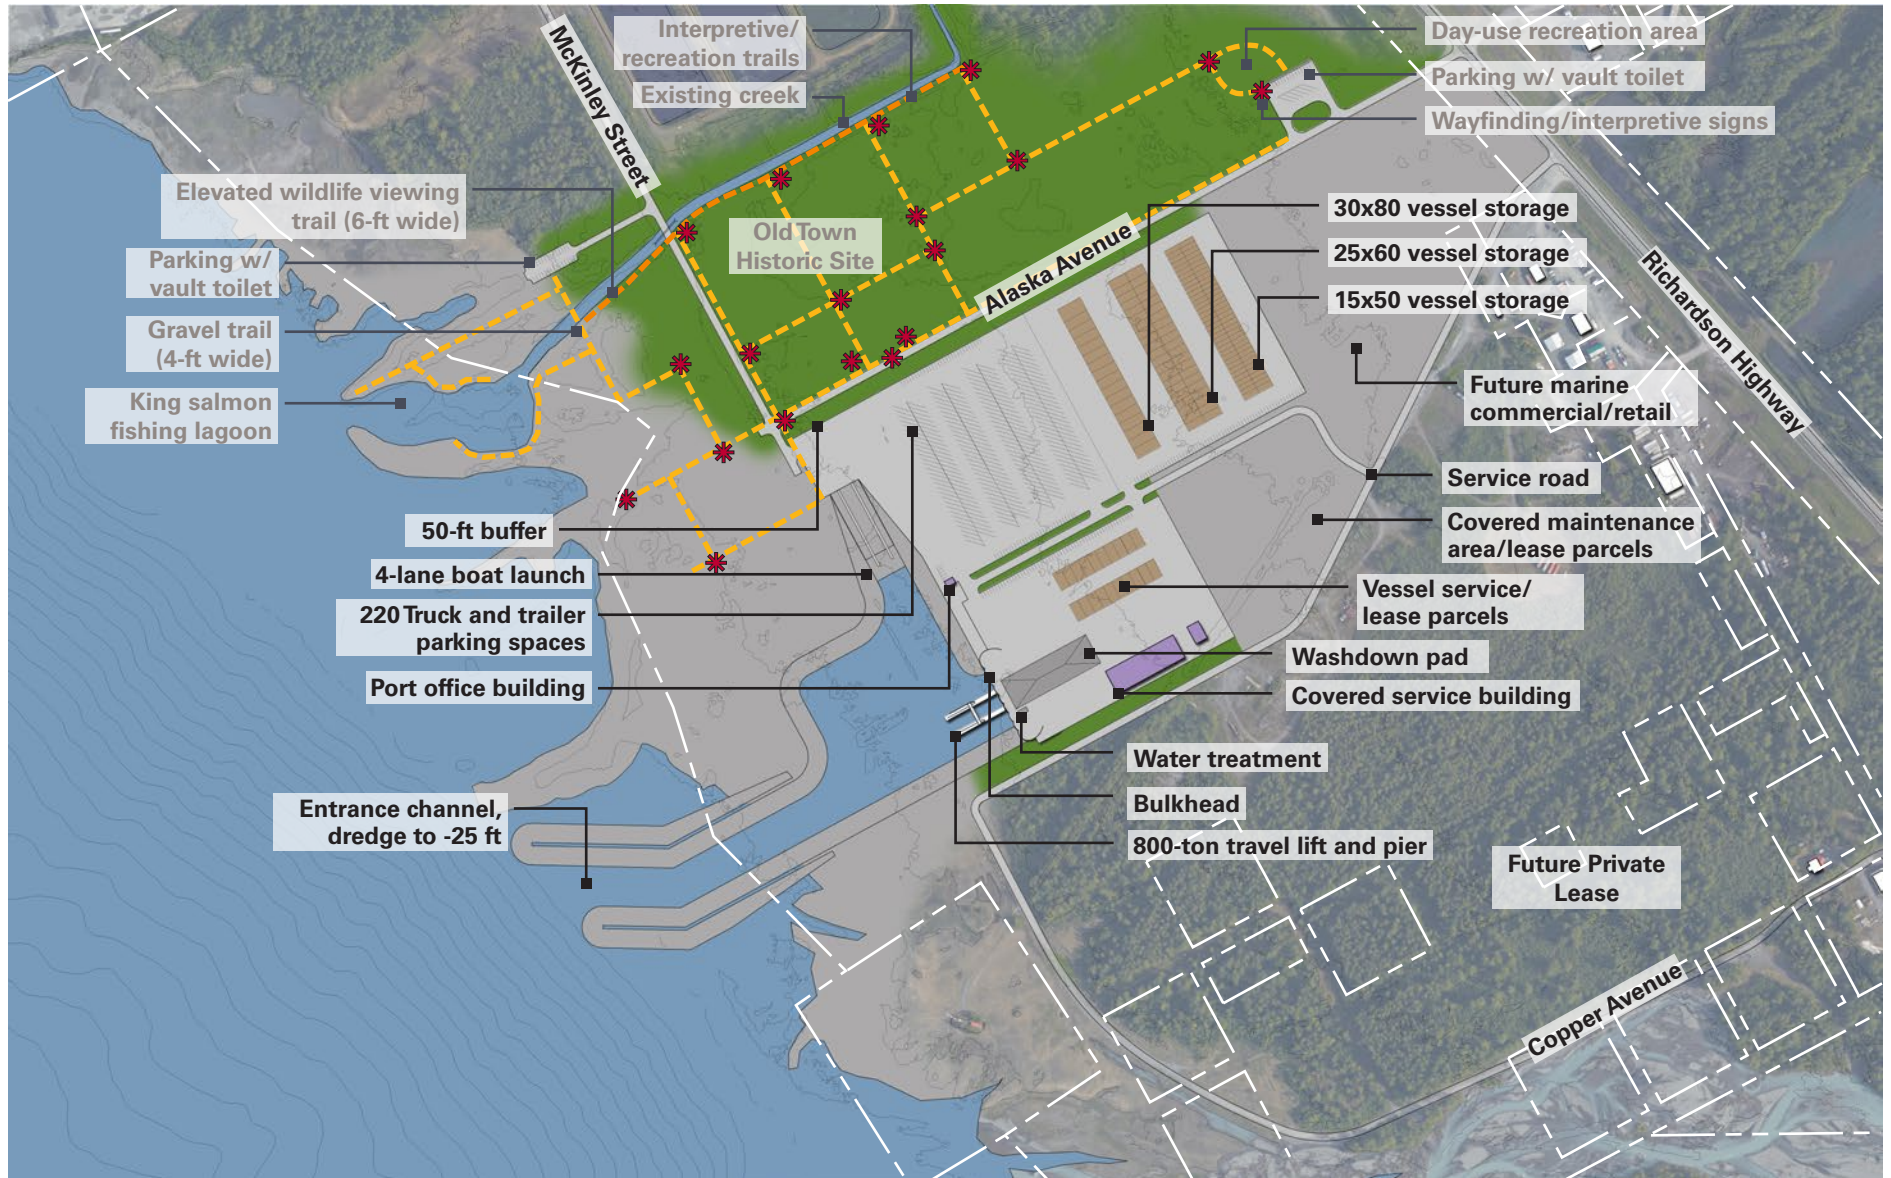 McKinley Street
Interpretive/
recreation trails
Existing creek
Day-use recreation area
Parking w/ vault toilet
Wayfinding/interpretive signs
Elevated wildlife viewing
trail (6-ft wide)
Parking w/
vault toilet
Gravel trail
(4-ft wide)
King salmon
fishing lagoon
Old Town
Historic Site
Alaska Avenue
30x80 vessel storage
25x60 vessel storage
15x50 vessel storage
Richardson Highway
Future marine
commercial/retail
Service road
Covered maintenance
area/lease parcels
Vessel service/
lease parcels
Washdown pad
Covered service building
50-ft buffer
4-lane boat launch
220 Truck and trailer
parking spaces
Port office building
Entrance channel,
dredge to -25 ft
Water treatment
Bulkhead
800-ton travel lift and pier
Future Private
Lease
Copper Avenue